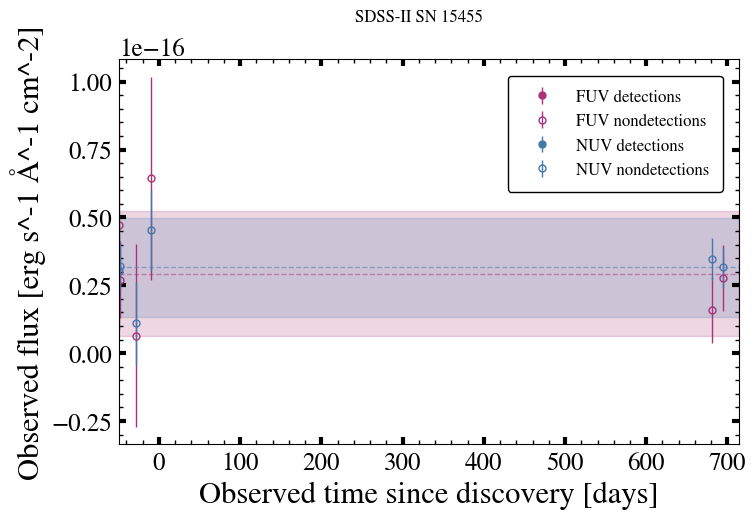 SDSS-II SN 15455
1e−16
Observed flux [erg s^-1 Å^-1 cm^-2]
1.00
0.75
0.50
0.25
0.00
−0.25
FUV detections
FUV nondetections
NUV detections
NUV nondetections
0 100 200 300 400 500 600 700
Observed time since discovery [days]